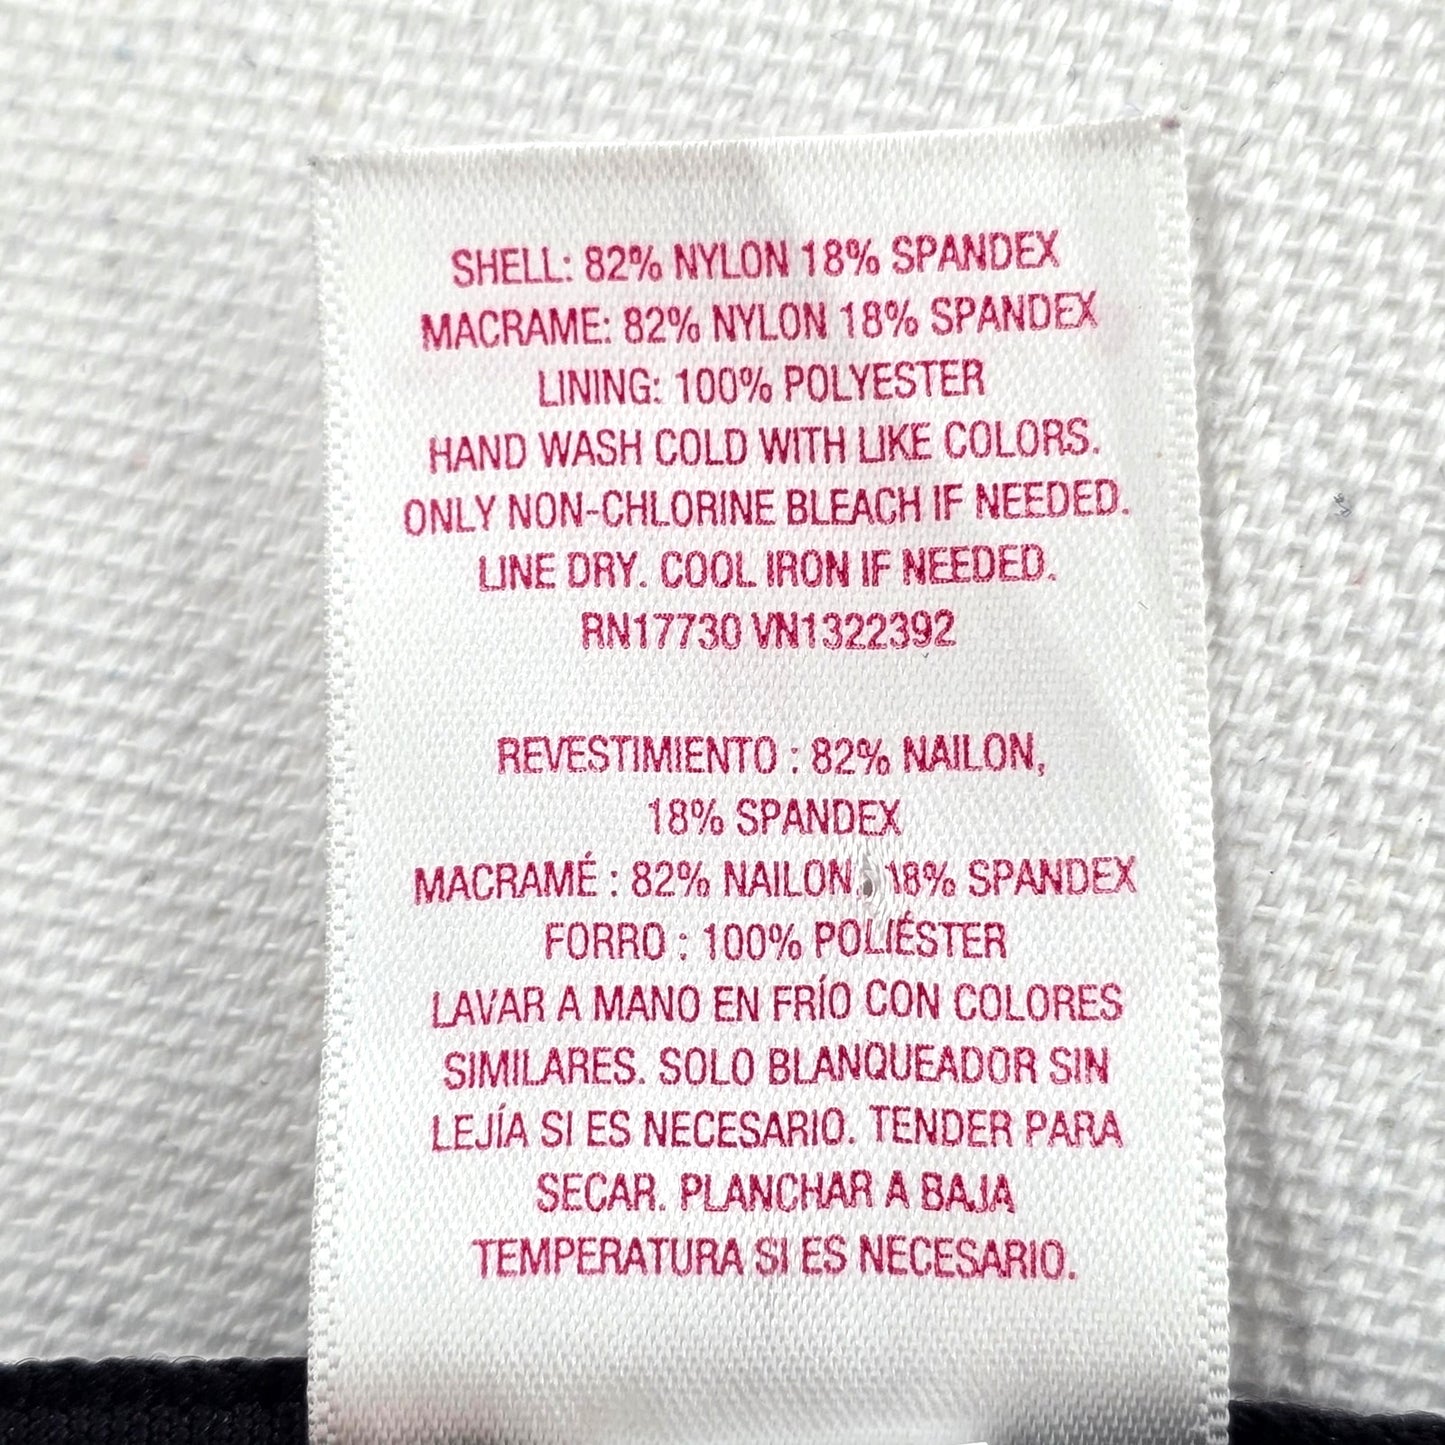 SHELL: 82% NYLON 18% SPANDEX
MACRAME: 82% NYLON 18% SPANDEX
LINING: 100% POLYESTER
HAND WASH COLD WITH LIKE COLORS.
ONLY NON-CHLORINE BLEACH IF NEEDED.
LINE DRY. COOL IRON IF NEEDED.
RN17730 VN1322392
REVESTIMIENTO : 82% NAILON,
18% SPANDEX
MACRAMÉ : 82% NAILON, 18% SPANDEX
FORRO : 100% POLIÉSTER
LAVAR A MANO EN FRÍO CON COLORES
SIMILARES. SOLO BLANQUEADOR SIN
LEJÍA SI ES NECESARIO. TENDER PARA
SECAR. PLANCHAR A BAJA
TEMPERATURA SI ES NECESARIO.